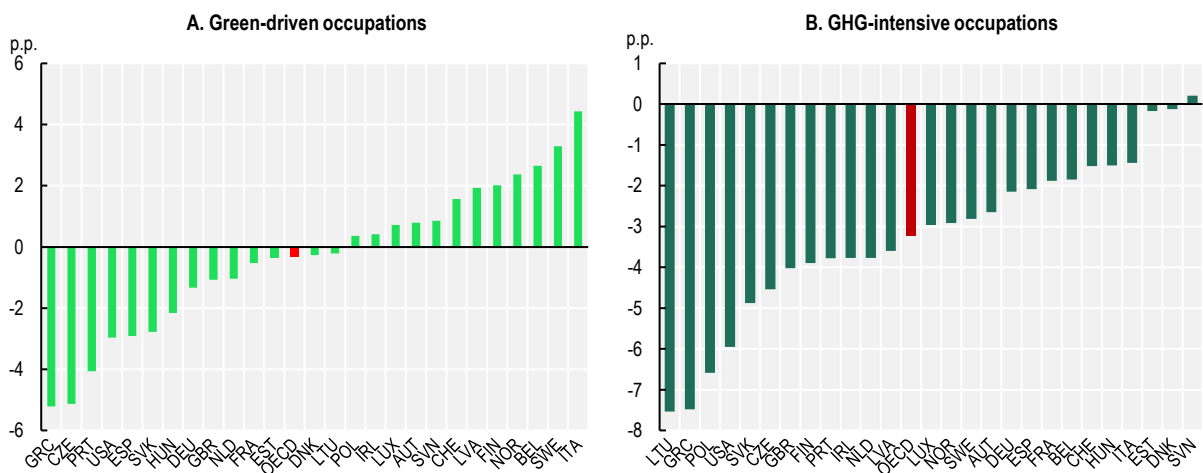 A. Green-driven occupations
p.p.
6
4
2
0
-2
-4
-6
GRC CZE PRT USA ESP SVK HUN DEU GBR NLD FRA EST OECD DNK LTU POL IRL LUX AUT SVN CHE LVA FIN NOR BEL SWE ITA
B. GHG-intensive occupations
p.p.
1
0
-1
-2
-3
-4
-5
-6
-7
-8
LTU GRC POL USA SVK CZE GBR FIN PRT IRL NLD LVA OECD LUX NOR SWE AUT DEU ESP FRA BEL CHE HUN ITA EST DNK SVN